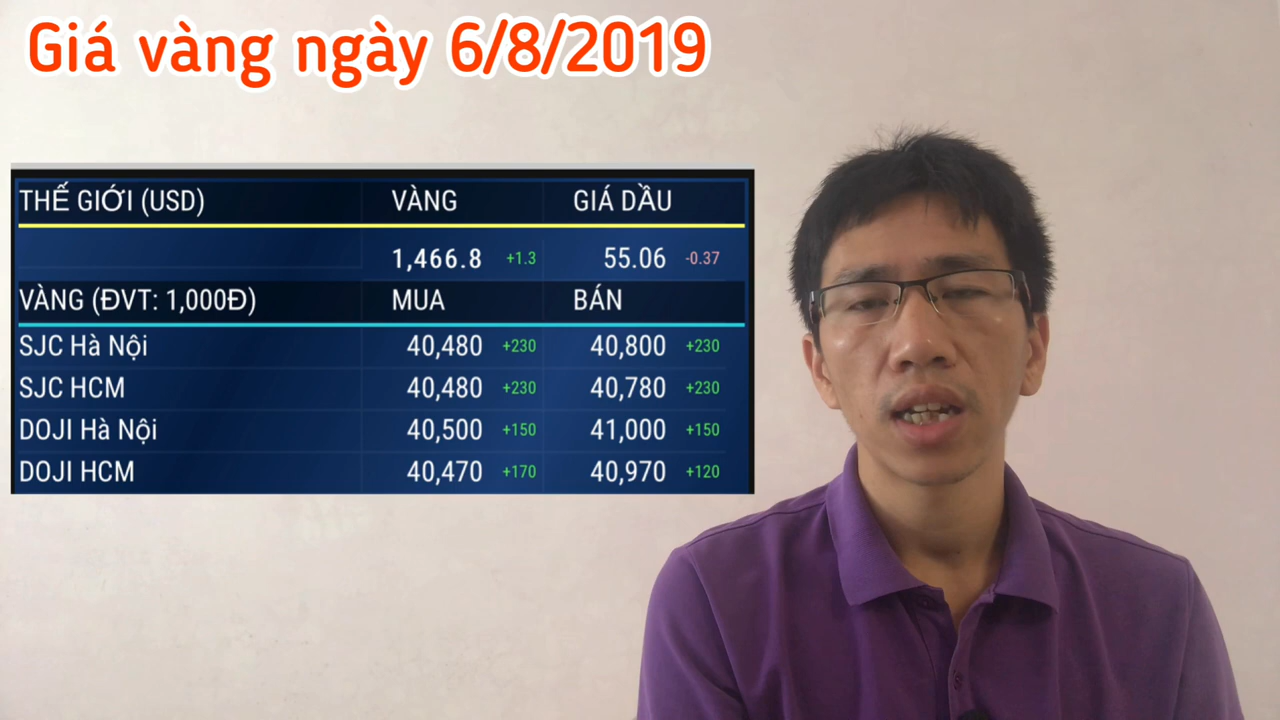 Giá vàng ngày 6/8/2019
THẾ GIỚI (USD) VÀNG GIÁ DẦU
1,466.8 +1.3 55.06 -0.37
VÀNG (ĐVT: 1,000Đ) MUA BÁN
SJC Hà Nội 40,480 +230 40,800 +230
SJC HCM 40,480 +230 40,780 +230
DOJI Hà Nội 40,500 +150 41,000 +150
DOJI HCM 40,470 +170 40,970 +120